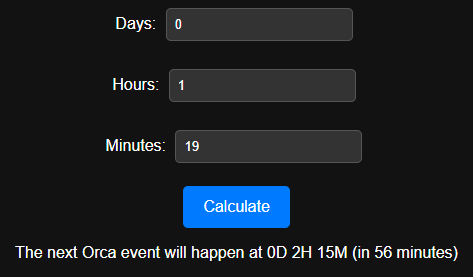 Days: 0
Hours: 1
Minutes: 19
Calculate
The next Orca event will happen at 0D 2H 15M (in 56 minutes)